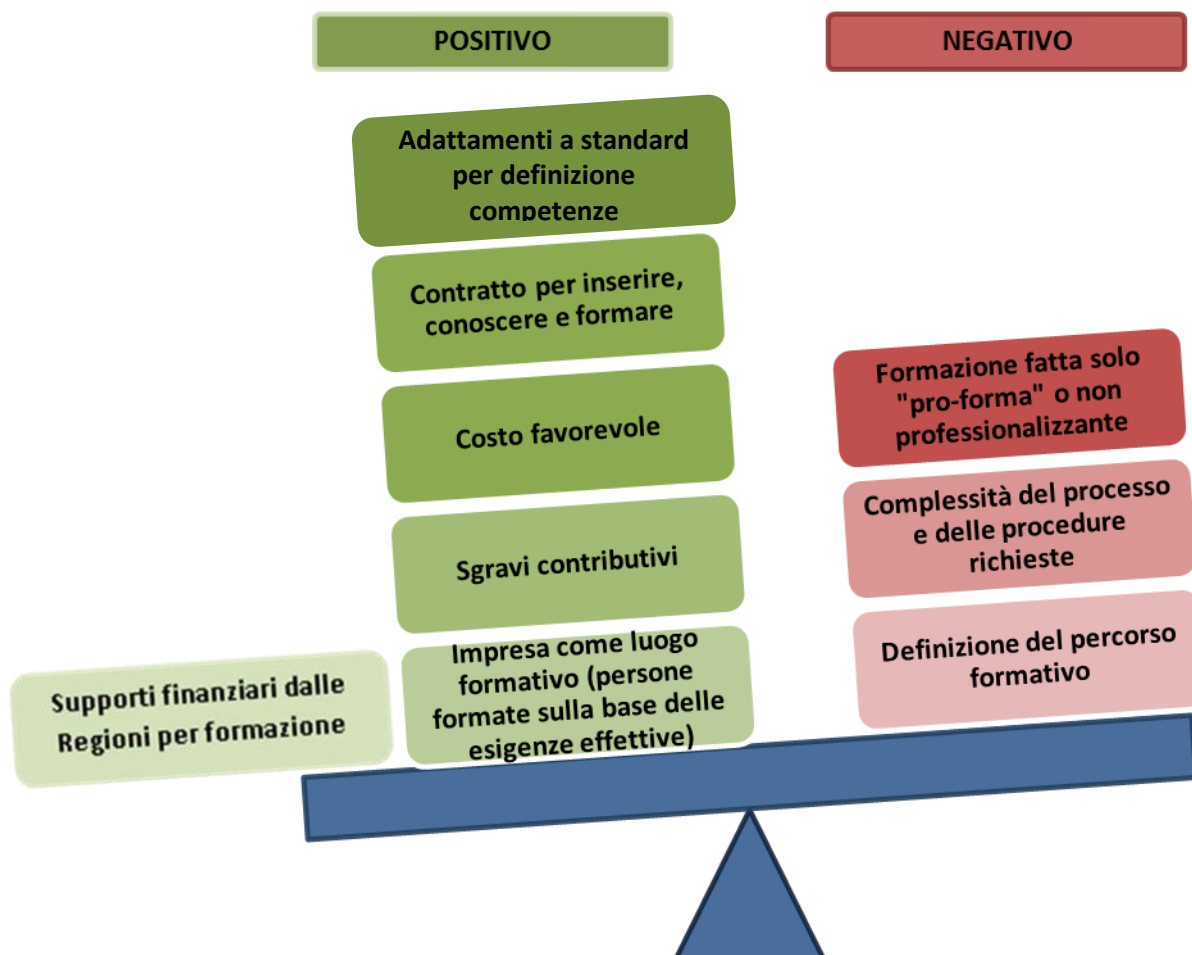 POSITIVO
NEGATIVO
Adattamenti a standard
per definizione
competenze
Contratto per inserire,
conoscere e formare
Costo favorevole
Sgravi contributivi
Impresa come luogo
formativo (persone
formate sulla base delle
esigenze effettive)
Supporti finanziari dalle
Regioni per formazione
Formazione fatta solo
"pro-forma" o non
professionalizzante
Complessità del processo
e delle procedure
richieste
Definizione del percorso
formativo